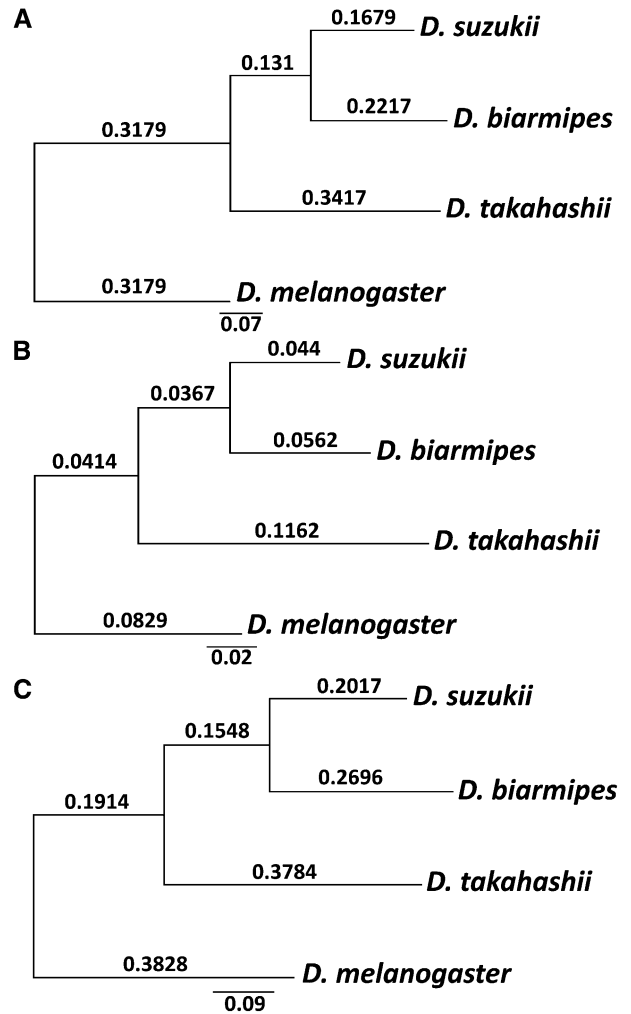 A
0.1679
D. suzukii
0.131
0.2217
D. biarmipes
0.3179
0.3417
D. takahashii
0.3179
D. melanogaster
0.07
B
0.044
D. suzukii
0.0367
0.0562
D. biarmipes
0.0414
0.1162
D. takahashii
0.0829
D. melanogaster
0.02
C
0.2017
D. suzukii
0.1548
0.2696
D. biarmipes
0.1914
0.3784
D. takahashii
0.3828
D. melanogaster
0.09